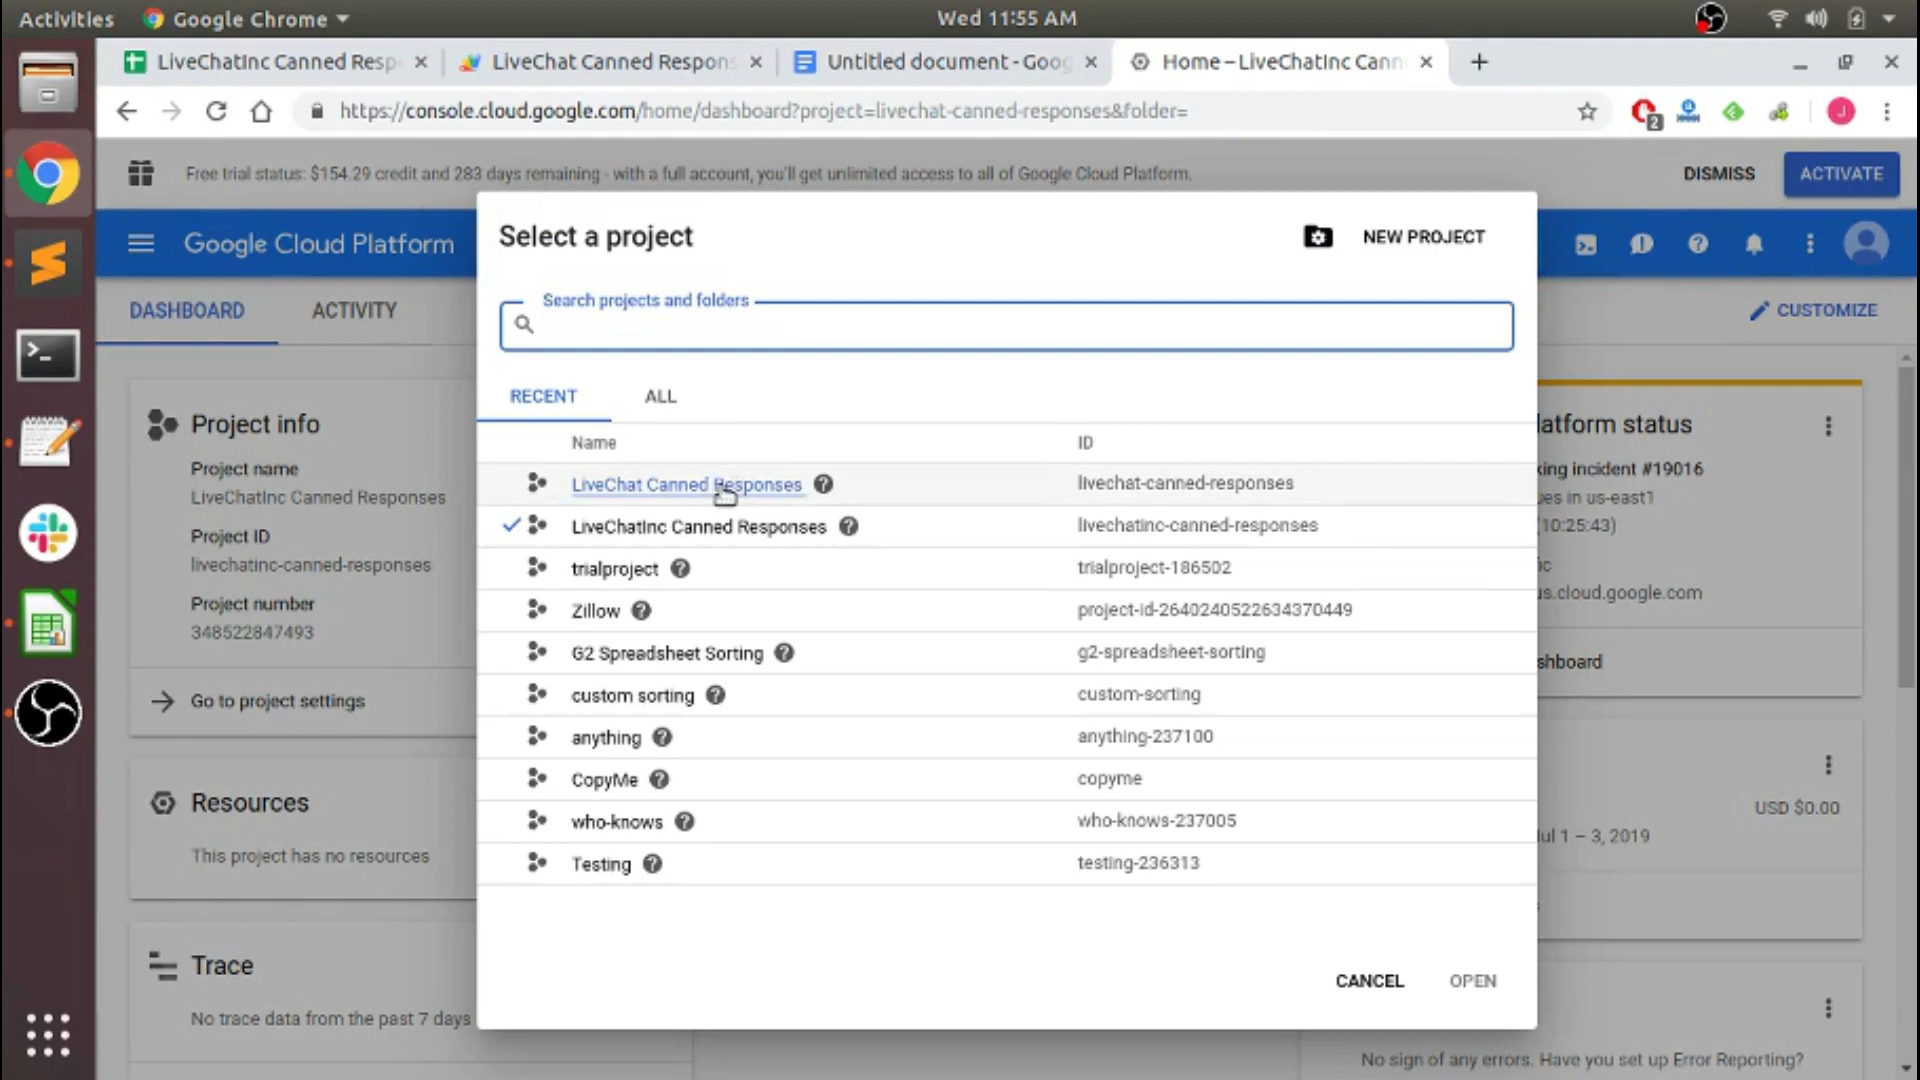 Activities
Google Chrome
Wed 11:55 AM
LiveChatInc Canned Resp
LiveChat Canned Respons
Untitled document - Goog
Home – LiveChatInc Cann
https://console.cloud.google.com/home/dashboard?project=livechat-canned-responses&folder=
2
J
Free trial status: $154.29 credit and 283 days remaining - with a full account, you'll get unlimited access to all of Google Cloud Platform.
DISMISS
ACTIVATE
Google Cloud Platform
DASHBOARD
ACTIVITY
CUSTOMIZE
Project info
Project name
LiveChatInc Canned Responses
Project ID
livechatinc-canned-responses
Project number
348522847493
Go to project settings
Resources
This project has no resources
Trace
No trace data from the past 7 days
Select a project
NEW PROJECT
Search projects and folders
RECENT
ALL
Name
ID
LiveChat Canned Responses
livechat-canned-responses
LiveChatInc Canned Responses
livechatinc-canned-responses
trialproject
trialproject-186502
Zillow
project-id-2640240522634370449
G2 Spreadsheet Sorting
g2-spreadsheet-sorting
custom sorting
custom-sorting
anything
anything-237100
CopyMe
copyme
who-knows
who-knows-237005
Testing
testing-236313
CANCEL
OPEN
latform status
king incident #19016
ues in us-east1
(10:25:43)
ic
us.cloud.google.com
shboard
USD $0.00
Jul 1 – 3, 2019
No sign of any errors. Have you set up Error Reporting?